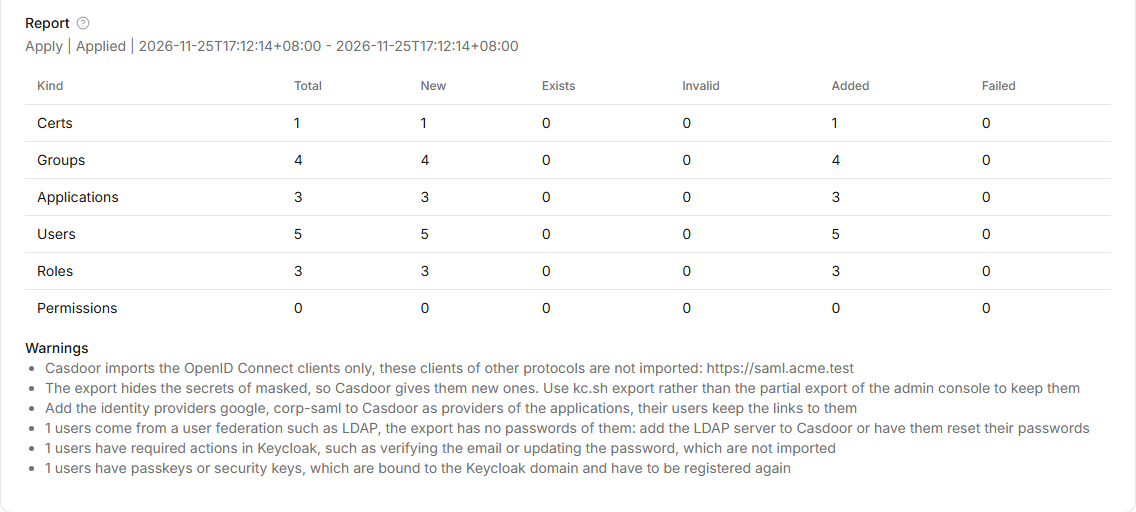 Report
Apply | Applied | 2026-11-25T17:12:14+08:00 - 2026-11-25T17:12:14+08:00
Kind Total New Exists Invalid Added Failed
Certs 1 1 0 0 1 0
Groups 4 4 0 0 4 0
Applications 3 3 0 0 3 0
Users 5 5 0 0 5 0
Roles 3 3 0 0 3 0
Permissions 0 0 0 0 0 0
Warnings
• Casdoor imports the OpenID Connect clients only, these clients of other protocols are not imported: https://saml.acme.test
• The export hides the secrets of masked, so Casdoor gives them new ones. Use kc.sh export rather than the partial export of the admin console to keep them
• Add the identity providers google, corp-saml to Casdoor as providers of the applications, their users keep the links to them
• 1 users come from a user federation such as LDAP, the export has no passwords of them: add the LDAP server to Casdoor or have them reset their passwords
• 1 users have required actions in Keycloak, such as verifying the email or updating the password, which are not imported
• 1 users have passkeys or security keys, which are bound to the Keycloak domain and have to be registered again